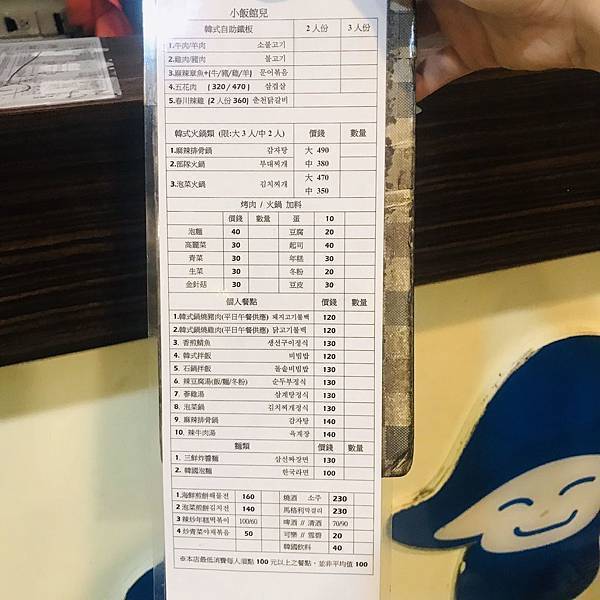 小飯館兒
韓式自助鐵板 2人份 3人份
1.牛肉/羊肉 소불고기
2.雞肉/豬肉 불고기
3.麻辣章魚+(牛/豬/雞/羊) 문어볶음
4.五花肉 (320/470) 삼겹살
5.春川辣雞 (2人份360) 춘천닭갈비
韓式火鍋類 (限:大3人/中2人) 價錢 數量
1.麻辣排骨鍋 감자탕 大 490
2.部隊火鍋 부대찌개 中 380
3.泡菜火鍋 김치찌개 大 470
中 350
烤肉 / 火鍋 加料
價錢 數量 蛋 10
泡麵 40 豆腐 20
高麗菜 30 起司 40
青菜 30 年糕 30
生菜 30 冬粉 20
金針菇 30 豆皮 30
個人餐點 價錢 數量
1.韓式鍋燒豬肉(平日午餐供應) 돼지고기불백 120
2.韓式鍋燒雞肉(平日午餐供應) 닭고기불백 120
3. 香煎鯖魚 생선구이정식 130
4. 韓式拌飯 비빔밥 120
5. 石鍋拌飯 돌솥비빔밥 130
6. 辣豆腐湯(飯/麵/冬粉) 순두부정식 130
7. 蔘雞湯 삼계탕정식 130
8. 泡菜鍋 김치찌개정식 130
9. 麻辣排骨鍋 감자탕 140
10. 辣牛肉湯 육계장 140
麵類 價錢 數量
1. 三鮮炸醬麵 삼선짜장면 130
2. 韓國泡麵 한국라면 100
1.海鮮煎餅해물전 160 燒酒 소주 230
2泡菜煎餅김치전 140 馬格利막걸리 230
3 辣炒年糕떡볶이 100/60 啤酒 // 清酒 70/90
4 炒青菜야채볶음 50 可樂 // 雪碧 20
韓國飲料 40
※本店最低消費每人須點 100 元以上之餐點，並非平均值 100